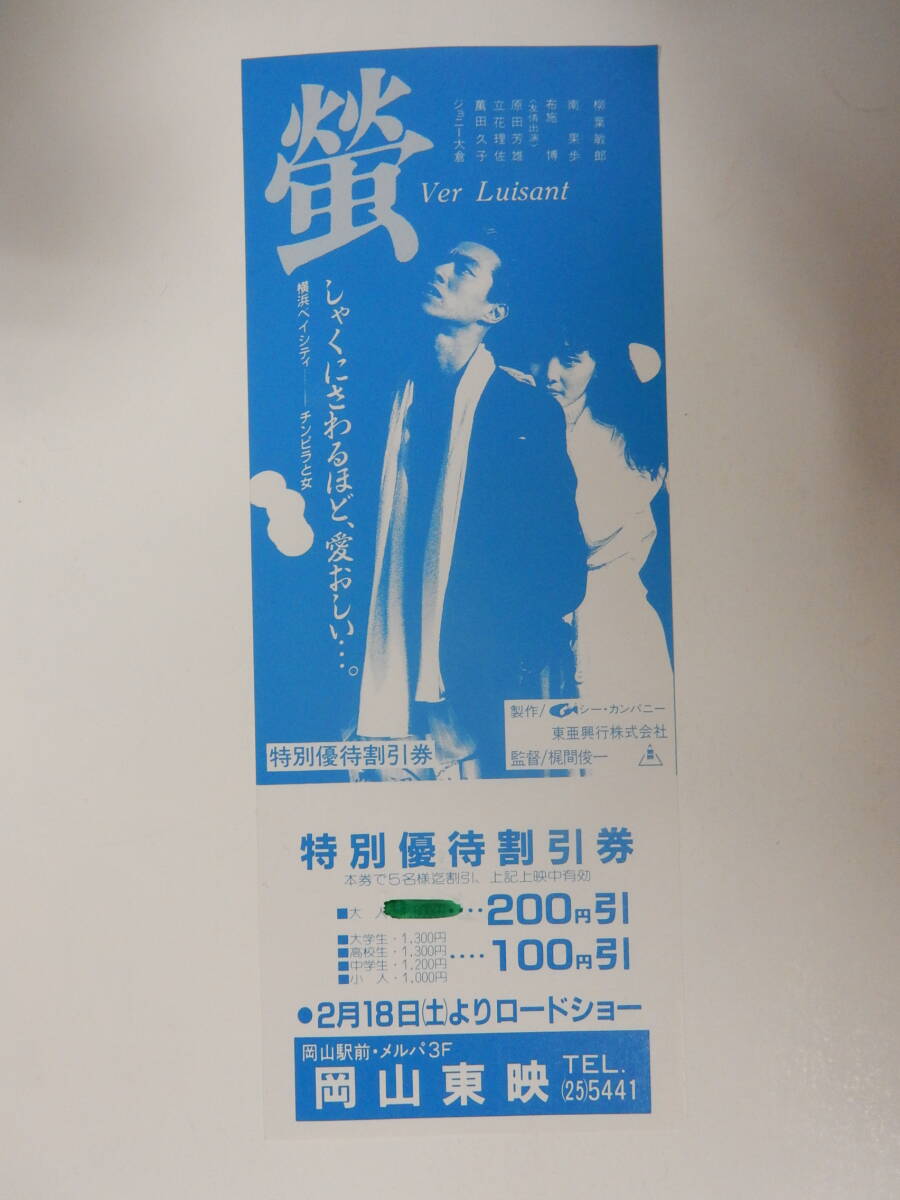 螢
Ver Luisant
柳葉敏郎
南果歩
布施博
(友情出演)
原田芳雄
立花理佐
萬田久子
ジョニー大倉
しゃくにさわるほど、愛おしい…。
横浜ベイシティ――チンピラと女
製作/シー・カンパニー
東亜興行株式会社
監督/梶間俊一
特別優待割引券
特別優待割引券
本券で5名様迄割引、上記上映中有効
■大人 ‥‥200円引
■大学生・1,300円
■高校生・1,300円
■中学生・1,200円
■小人・1,000円
‥‥100円引
●2月18日(土)よりロードショー
岡山駅前・メルパ3F
岡山東映
TEL.
(25)5441